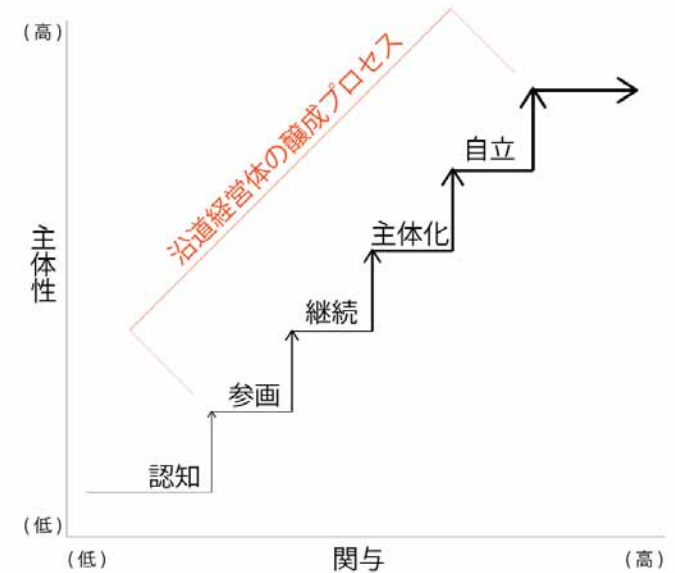 (高)
沿道経営体の醸成プロセス
自立
主体化
主体性
継続
参画
認知
(低)
(低)
関与
(高)